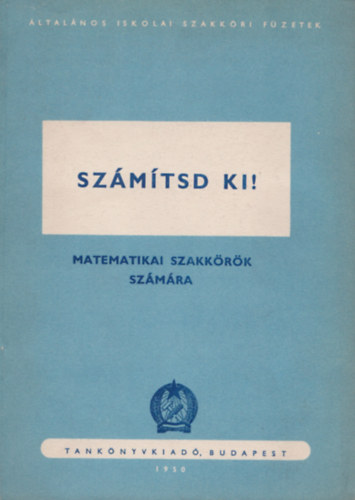 ÁLTALÁNOS ISKOLAI SZAKKÖRI FÜZETEK
SZÁMÍTSD KI!
MATEMATIKAI SZAKKÖRÖK
SZÁMÁRA
TANKÖNYVKIADÓ, BUDAPEST
1950